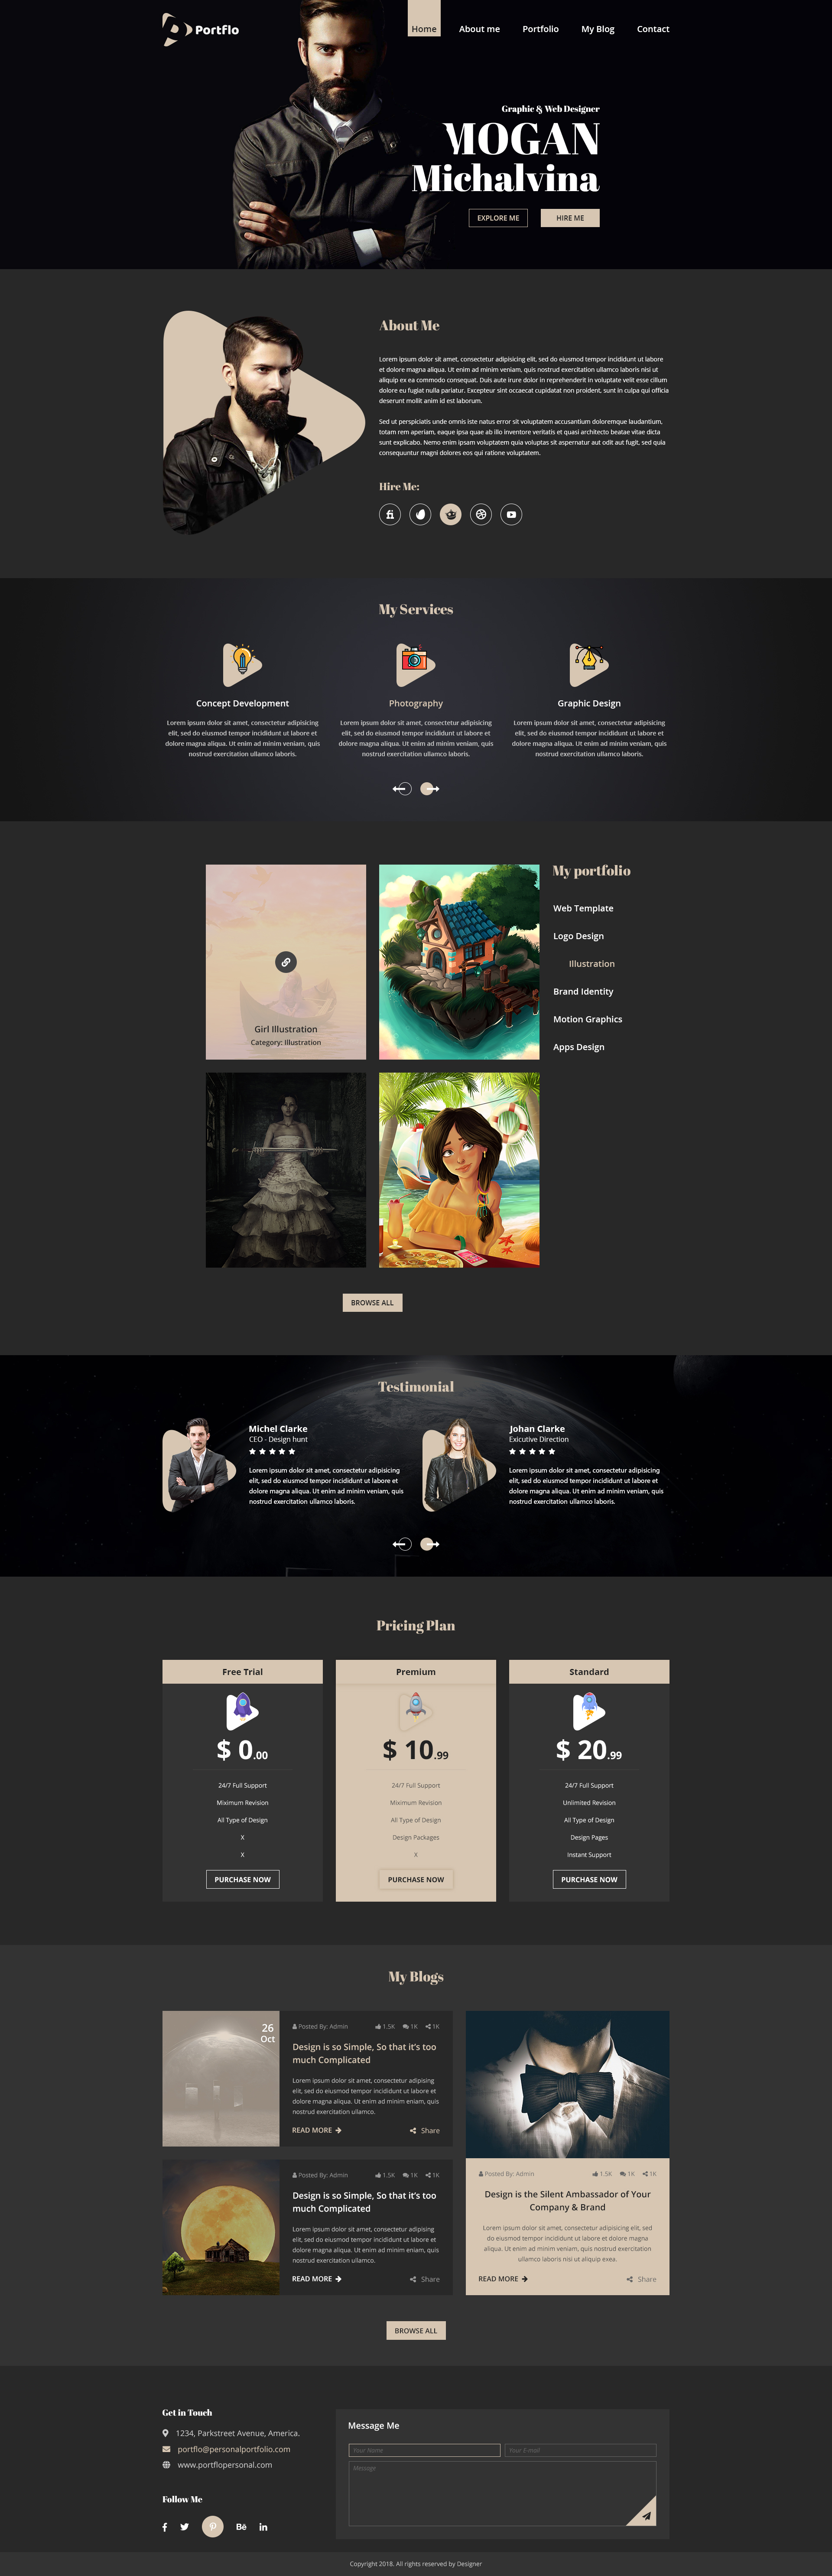 Portflo
Home
About me
Portfolio
My Blog
Contact
Graphic & Web Designer
MOGAN
Michalvina
EXPLORE ME
HIRE ME
About Me
Lorem ipsum dolor sit amet, consectetur adipisicing elit, sed do eiusmod tempor incididunt ut labore
et dolore magna aliqua. Ut enim ad minim veniam, quis nostrud exercitation ullamco laboris nisi ut
aliquip ex ea commodo consequat. Duis aute irure dolor in reprehenderit in voluptate velit esse cillum
dolore eu fugiat nulla pariatur. Excepteur sint occaecat cupidatat non proident, sunt in culpa qui officia
deserunt mollit anim id est laborum.
Sed ut perspiciatis unde omnis iste natus error sit voluptatem accusantium doloremque laudantium,
totam rem aperiam, eaque ipsa quae ab illo inventore veritatis et quasi architecto beatae vitae dicta
sunt explicabo. Nemo enim ipsam voluptatem quia voluptas sit aspernatur aut odit aut fugit, sed quia
consequuntur magni dolores eos qui ratione voluptatem.
Hire Me:
My Services
Concept Development
Lorem ipsum dolor sit amet, consectetur adipisicing
elit, sed do eiusmod tempor incididunt ut labore et
dolore magna aliqua. Ut enim ad minim veniam, quis
nostrud exercitation ullamco laboris.
Photography
Lorem ipsum dolor sit amet, consectetur adipisicing
elit, sed do eiusmod tempor incididunt ut labore et
dolore magna aliqua. Ut enim ad minim veniam, quis
nostrud exercitation ullamco laboris.
Graphic Design
Lorem ipsum dolor sit amet, consectetur adipisicing
elit, sed do eiusmod tempor incididunt ut labore et
dolore magna aliqua. Ut enim ad minim veniam, quis
nostrud exercitation ullamco laboris.
Girl Illustration
Category: Illustration
My portfolio
Web Template
Logo Design
Illustration
Brand Identity
Motion Graphics
Apps Design
BROWSE ALL
Testimonial
Michel Clarke
CEO - Design hunt
Lorem ipsum dolor sit amet, consectetur adipisicing
elit, sed do eiusmod tempor incididunt ut labore et
dolore magna aliqua. Ut enim ad minim veniam, quis
nostrud exercitation ullamco laboris.
Johan Clarke
Exicutive Direction
Lorem ipsum dolor sit amet, consectetur adipisicing
elit, sed do eiusmod tempor incididunt ut labore et
dolore magna aliqua. Ut enim ad minim veniam, quis
nostrud exercitation ullamco laboris.
Pricing Plan
Free Trial
$ 0.00
24/7 Full Support
Miximum Revision
All Type of Design
X
X
PURCHASE NOW
Premium
$ 10.99
24/7 Full Support
Miximum Revision
All Type of Design
Design Packages
X
PURCHASE NOW
Standard
$ 20.99
24/7 Full Support
Unlimited Revision
All Type of Design
Design Pages
Instant Support
PURCHASE NOW
My Blogs
26
Oct
Posted By: Admin 1.5K 1K 1K
Design is so Simple, So that it's too
much Complicated
Lorem ipsum dolor sit amet, consectetur adipising
elit, sed do eiusmod tempor incididunt ut labore et
dolore magna aliqua. Ut enim ad minim veniam, quis
nostrud exercitation ullamco.
READ MORE
Share
Posted By: Admin 1.5K 1K 1K
Design is so Simple, So that it's too
much Complicated
Lorem ipsum dolor sit amet, consectetur adipising
elit, sed do eiusmod tempor incididunt ut labore et
dolore magna aliqua. Ut enim ad minim veniam, quis
nostrud exercitation ullamco.
READ MORE
Share
Posted By: Admin 1.5K 1K 1K
Design is the Silent Ambassador of Your
Company & Brand
Lorem ipsum dolor sit amet, consectetur adipisicing elit, sed
do eiusmod tempor incididunt ut labore et dolore magna
aliqua. Ut enim ad minim veniam, quis nostrud exercitation
ullamco laboris nisi ut aliquip exea.
READ MORE
Share
BROWSE ALL
Get in Touch
1234, Parkstreet Avenue, America.
portflo@personalportfolio.com
www.portflopersonal.com
Follow Me
Bē
in
Message Me
Your Name
Your E-mail
Message
Copyright 2018. All rights reserved by Designer